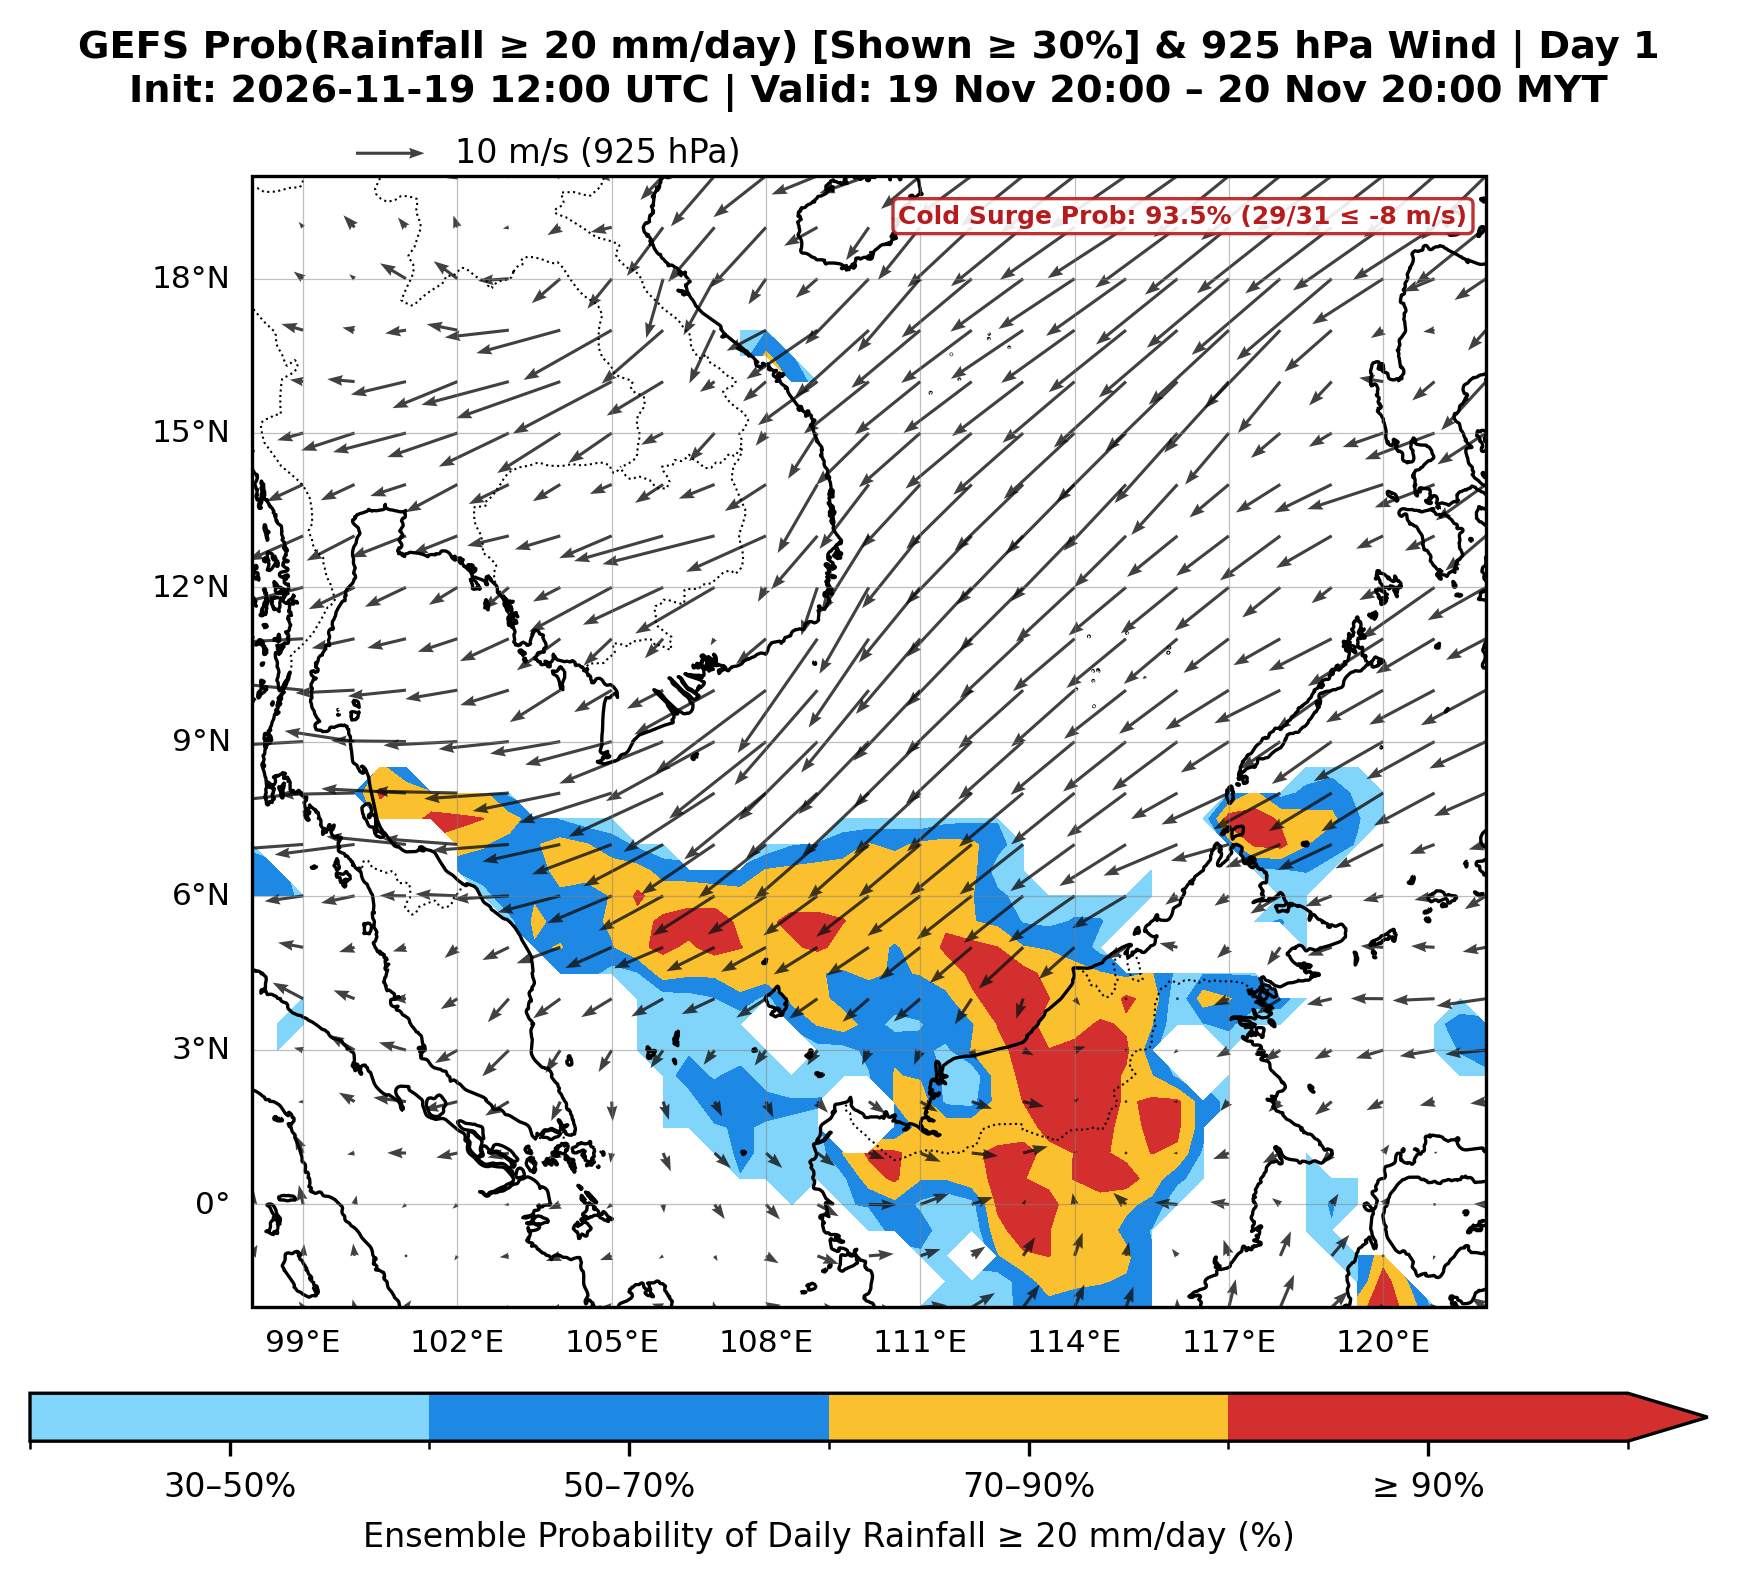 GEFS Prob(Rainfall ≥ 20 mm/day) [Shown ≥ 30%] & 925 hPa Wind | Day 1
Init: 2026-11-19 12:00 UTC | Valid: 19 Nov 20:00 – 20 Nov 20:00 MYT
10 m/s (925 hPa)
Cold Surge Prob: 93.5% (29/31 ≤ -8 m/s)
18°N
15°N
12°N
9°N
6°N
3°N
0°
99°E 102°E 105°E 108°E 111°E 114°E 117°E 120°E
30–50% 50–70% 70–90% ≥ 90%
Ensemble Probability of Daily Rainfall ≥ 20 mm/day (%)